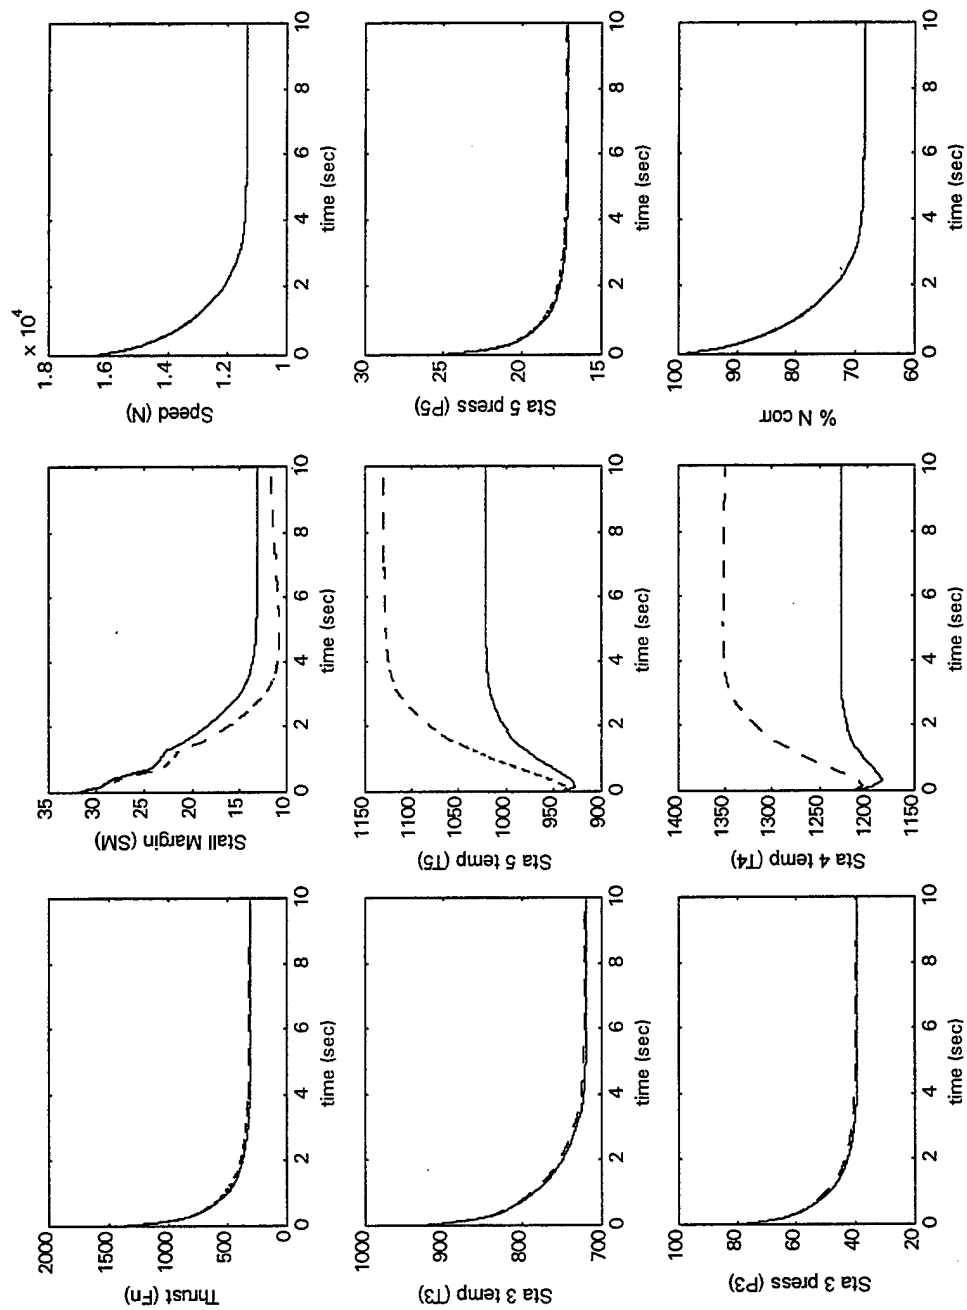 Thrust (Fn)
2000
1500
1000
500
0
0 2 4 6 8 10
time (sec)
Stall Margin (SM)
35
30
25
20
15
10
0 2 4 6 8 10
time (sec)
x 10^4
Speed (N)
1.8
1.6
1.4
1.2
1
0 2 4 6 8 10
time (sec)
Sta 3 temp (T3)
1000
900
800
700
0 2 4 6 8 10
time (sec)
Sta 5 temp (T5)
1150
1100
1050
1000
950
900
0 2 4 6 8 10
time (sec)
Sta 5 press (P5)
30
25
20
15
0 2 4 6 8 10
time (sec)
Sta 3 press (P3)
100
80
60
40
20
0 2 4 6 8 10
time (sec)
Sta 4 temp (T4)
1400
1350
1300
1250
1200
1150
0 2 4 6 8 10
time (sec)
% N corr
100
90
80
70
60
0 2 4 6 8 10
time (sec)